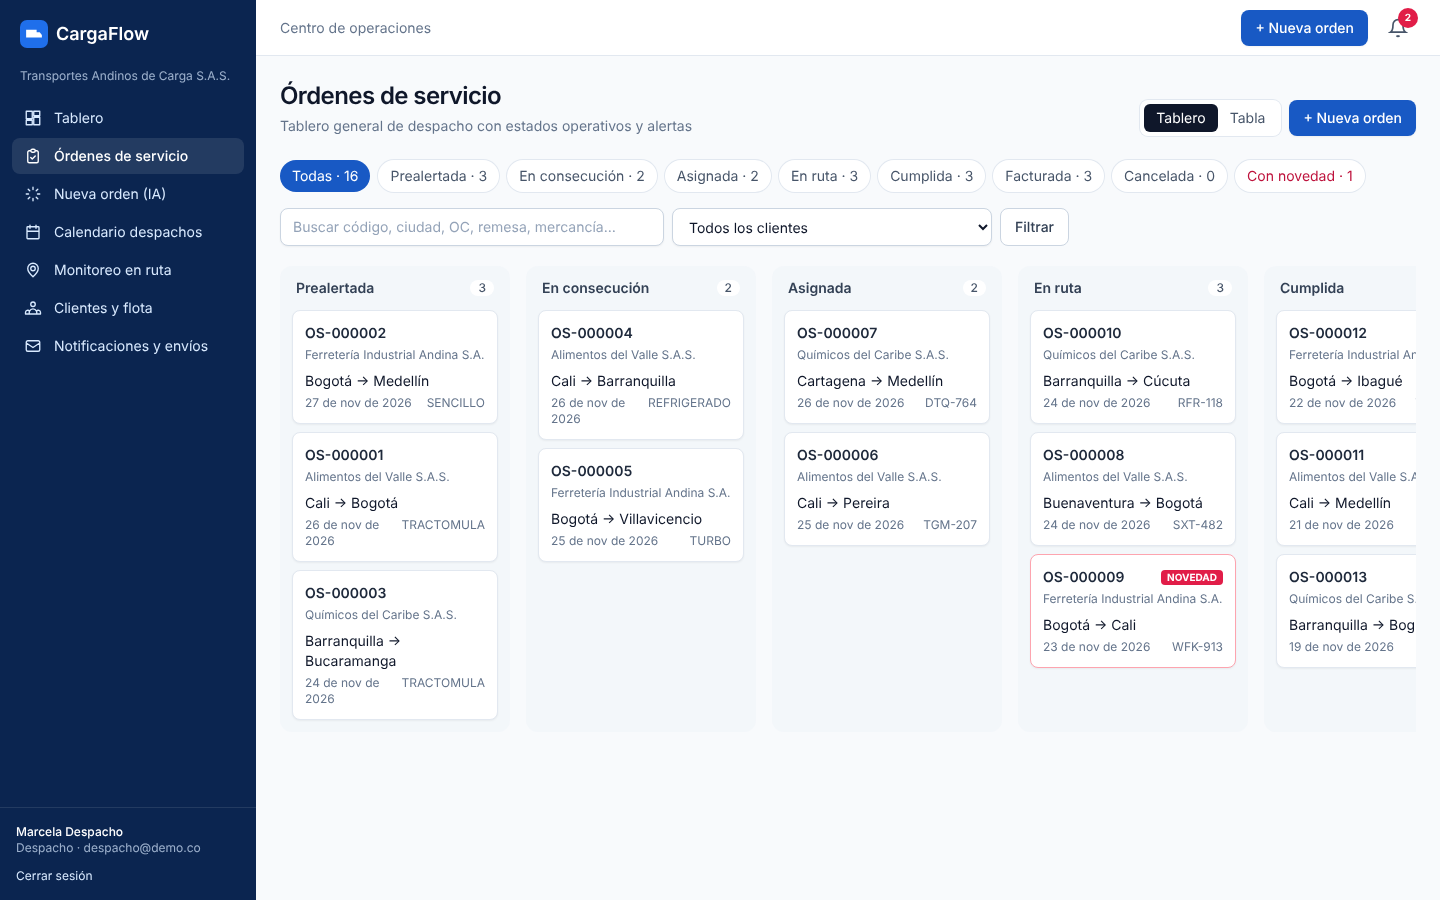 CargaFlow
Transportes Andinos de Carga S.A.S.
Tablero
Órdenes de servicio
Nueva orden (IA)
Calendario despachos
Monitoreo en ruta
Clientes y flota
Notificaciones y envíos
Marcela Despacho
Despacho · despacho@demo.co
Cerrar sesión
Centro de operaciones
+ Nueva orden
2
Órdenes de servicio
Tablero general de despacho con estados operativos y alertas
Tablero
Tabla
+ Nueva orden
Todas · 16
Prealertada · 3
En consecución · 2
Asignada · 2
En ruta · 3
Cumplida · 3
Facturada · 3
Cancelada · 0
Con novedad · 1
Buscar código, ciudad, OC, remesa, mercancía...
Todos los clientes
Filtrar
Prealertada 3
OS-000002
Ferretería Industrial Andina S.A.
Bogotá → Medellín
27 de nov de 2026 SENCILLO
OS-000001
Alimentos del Valle S.A.S.
Cali → Bogotá
26 de nov de TRACTOMULA
2026
OS-000003
Químicos del Caribe S.A.S.
Barranquilla →
Bucaramanga
24 de nov de TRACTOMULA
2026
En consecución 2
OS-000004
Alimentos del Valle S.A.S.
Cali → Barranquilla
26 de nov de REFRIGERADO
2026
OS-000005
Ferretería Industrial Andina S.A.
Bogotá → Villavicencio
25 de nov de 2026 TURBO
Asignada 2
OS-000007
Químicos del Caribe S.A.S.
Cartagena → Medellín
26 de nov de 2026 DTQ-764
OS-000006
Alimentos del Valle S.A.S.
Cali → Pereira
25 de nov de 2026 TGM-207
En ruta 3
OS-000010
Químicos del Caribe S.A.S.
Barranquilla → Cúcuta
24 de nov de 2026 RFR-118
OS-000008
Alimentos del Valle S.A.S.
Buenaventura → Bogotá
24 de nov de 2026 SXT-482
OS-000009 NOVEDAD
Ferretería Industrial Andina S.A.
Bogotá → Cali
23 de nov de 2026 WFK-913
Cumplida
OS-000012
Ferretería Industrial An
Bogotá → Ibagué
22 de nov de 2026
OS-000011
Alimentos del Valle S.A
Cali → Medellín
21 de nov de 2026
OS-000013
Químicos del Caribe S.
Barranquilla → Bog
19 de nov de 2026